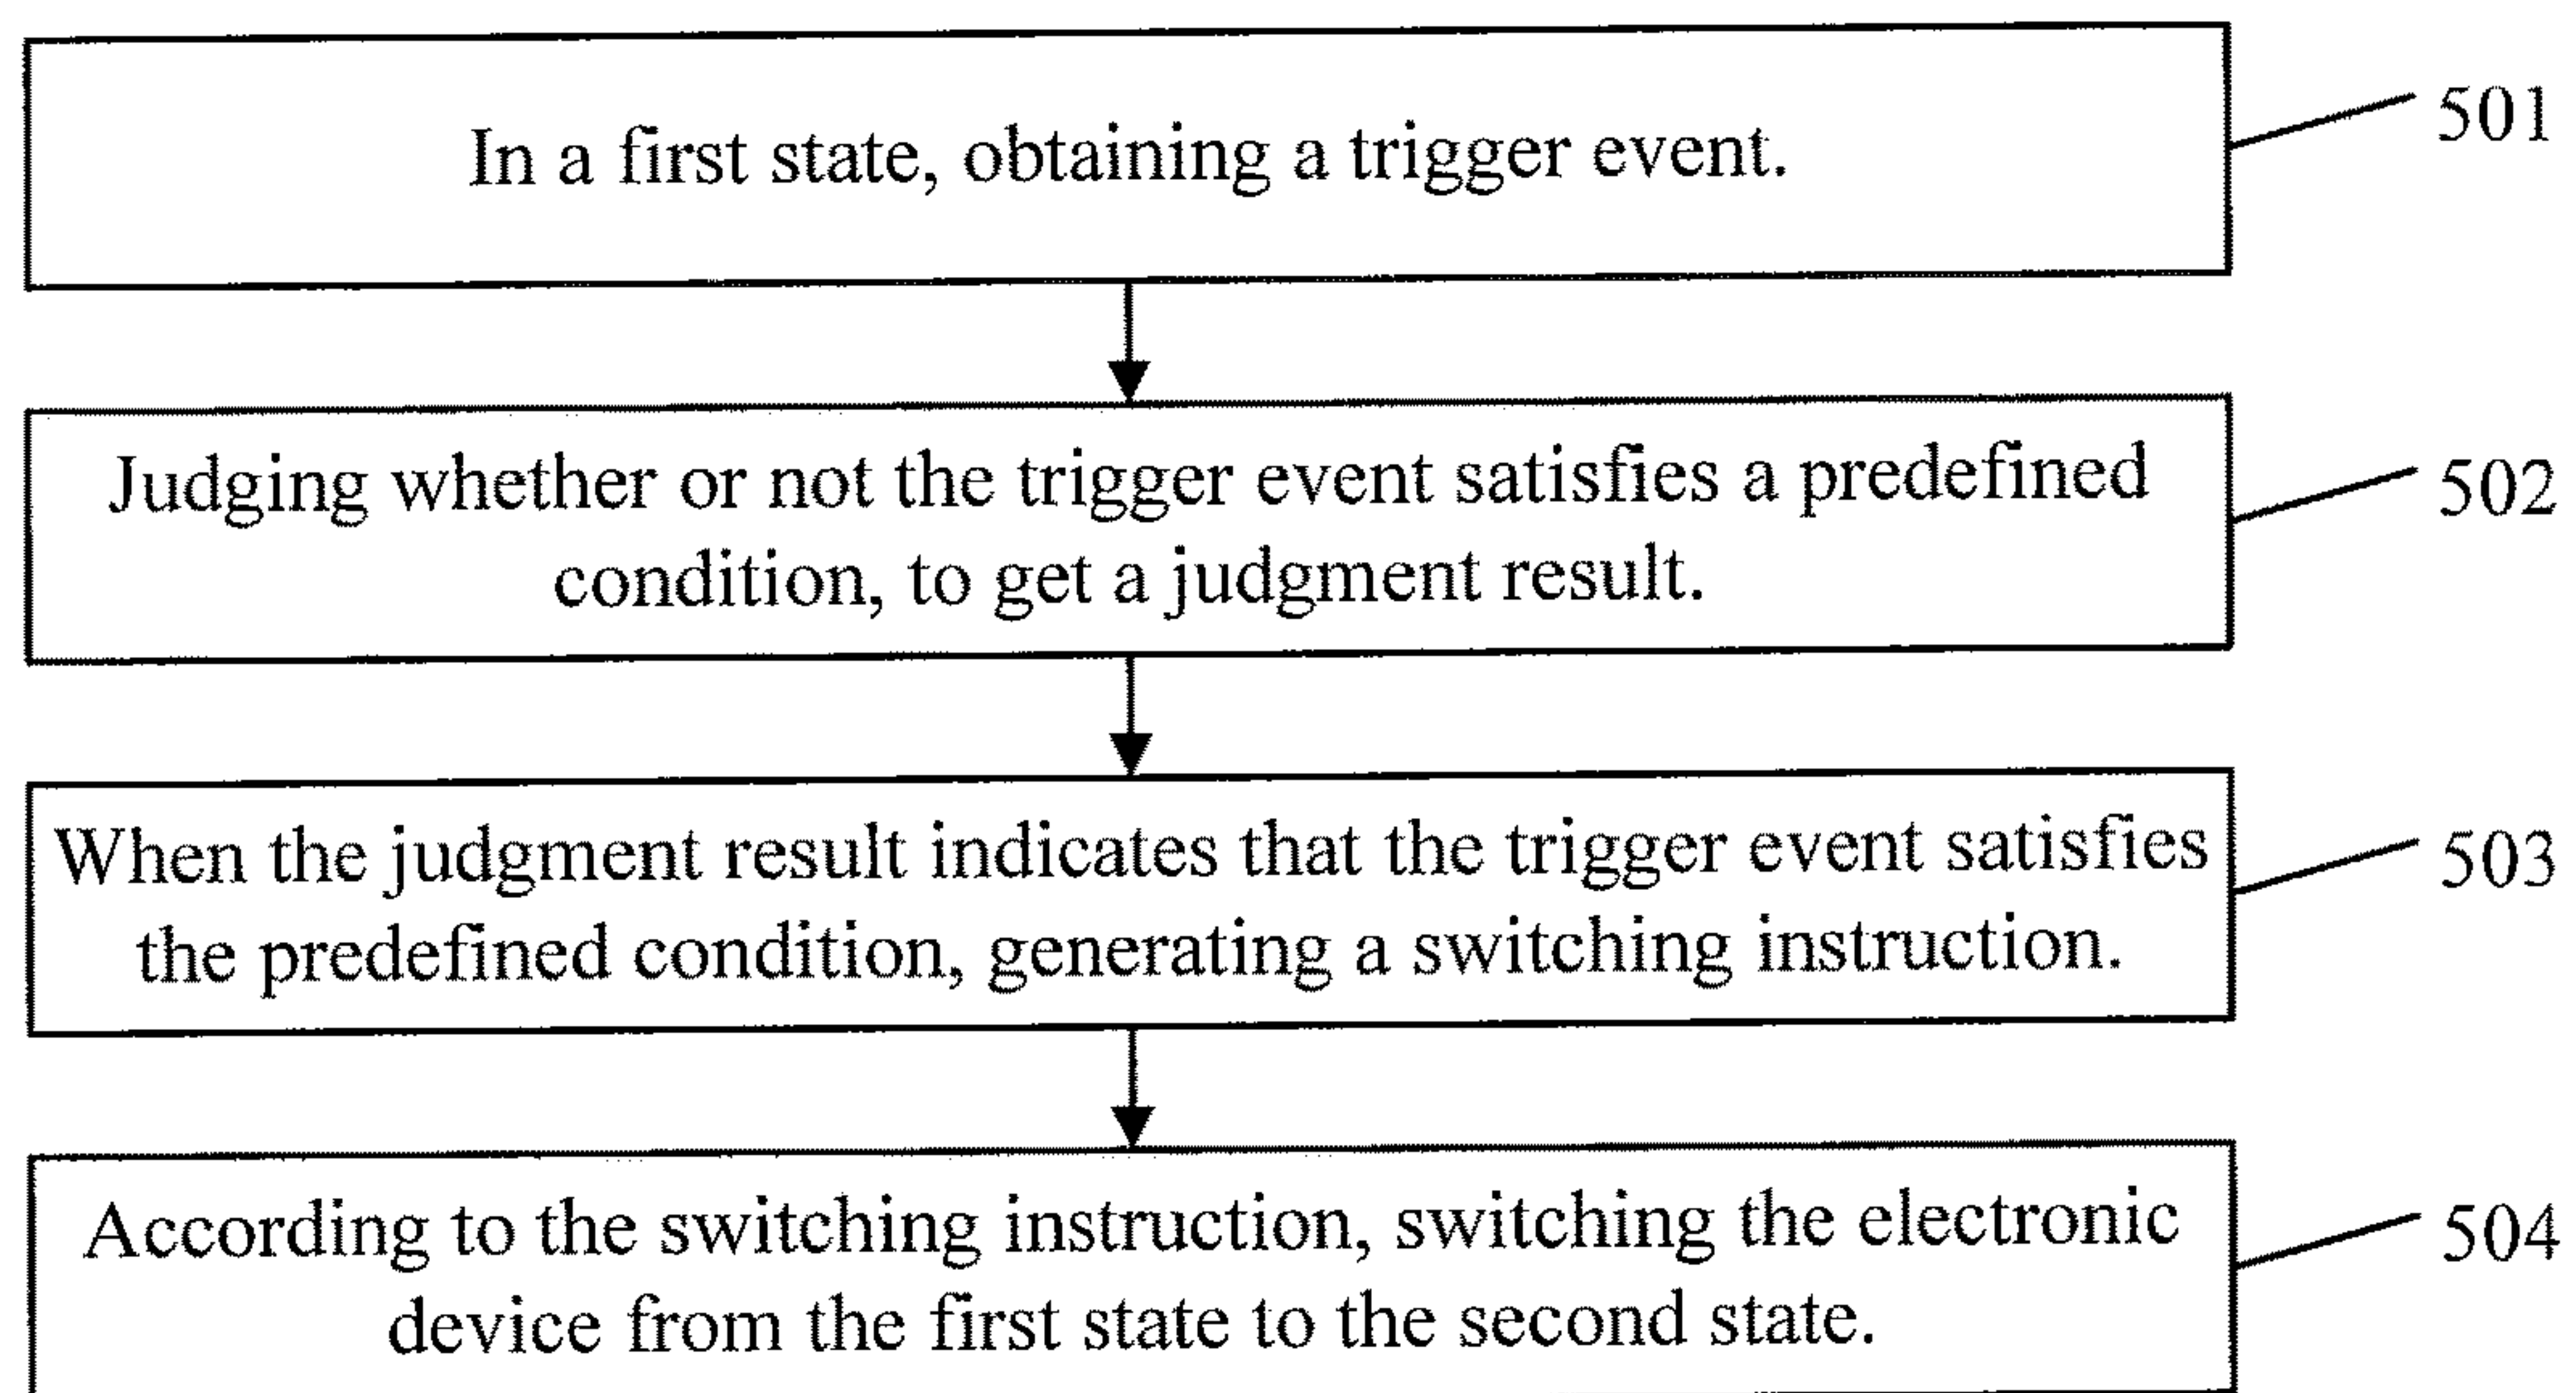 In a first state, obtaining a trigger event.
501
Judging whether or not the trigger event satisfies a predefined
condition, to get a judgment result.
502
When the judgment result indicates that the trigger event satisfies
the predefined condition, generating a switching instruction.
503
According to the switching instruction, switching the electronic
device from the first state to the second state.
504